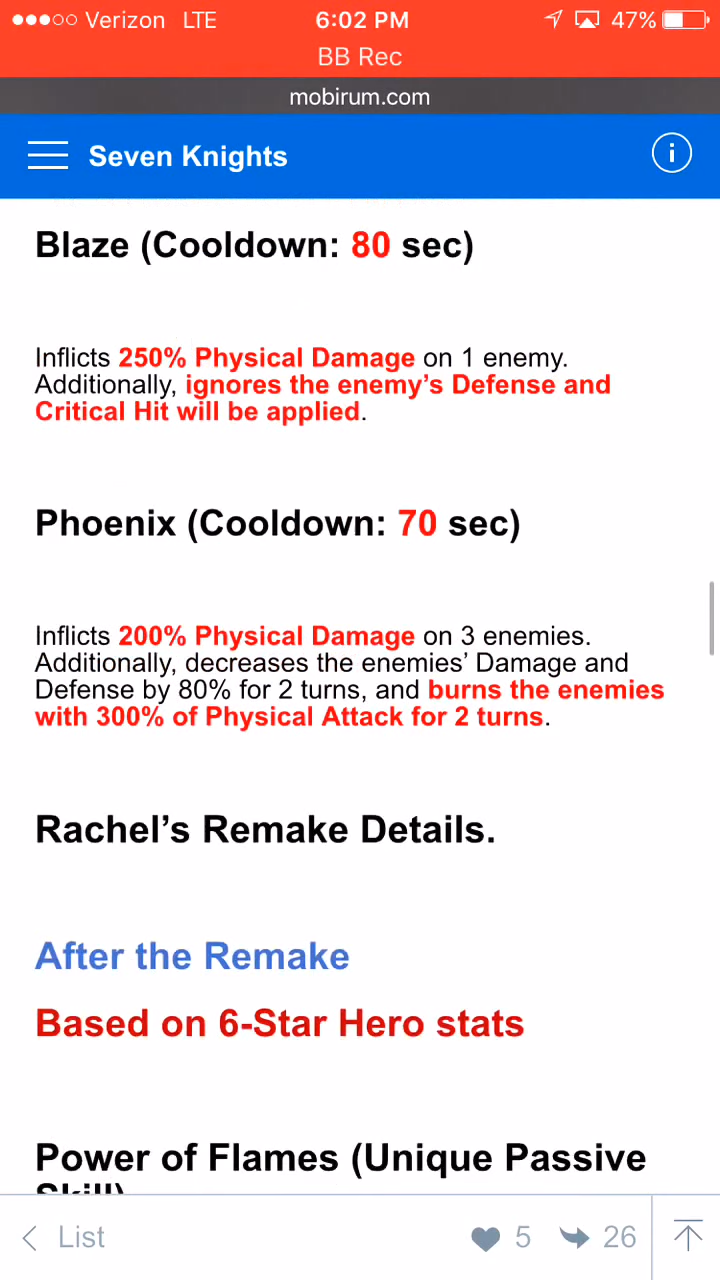 Verizon LTE 6:02 PM 47%
BB Rec
mobirum.com
Seven Knights
Blaze (Cooldown: 80 sec)
Inflicts 250% Physical Damage on 1 enemy.
Additionally, ignores the enemy’s Defense and
Critical Hit will be applied.
Phoenix (Cooldown: 70 sec)
Inflicts 200% Physical Damage on 3 enemies.
Additionally, decreases the enemies’ Damage and
Defense by 80% for 2 turns, and burns the enemies
with 300% of Physical Attack for 2 turns.
Rachel’s Remake Details.
After the Remake
Based on 6-Star Hero stats
Power of Flames (Unique Passive
Skill)
List 5 26